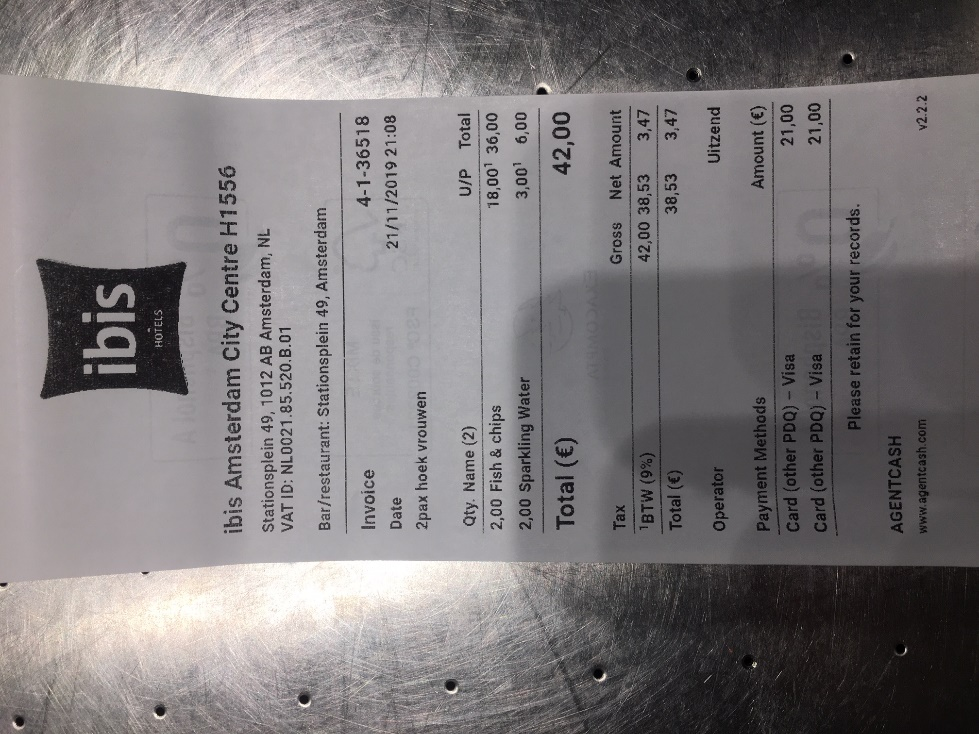 ibis
HOTELS
ibis Amsterdam City Centre H1556
Stationsplein 49, 1012 AB Amsterdam, NL
VAT ID: NL0021.85.520.B.01
Bar/restaurant: Stationsplein 49, Amsterdam
Invoice 4-1-36518
Date 21/11/2019 21:08
2pax hoek vrouwen
Qty. Name (2) U/P Total
2,00 Fish & chips 18,00¹ 36,00
2,00 Sparkling Water 3,00¹ 6,00
Total (€) 42,00
Tax Gross Net Amount
¹BTW (9%) 42,00 38,53 3,47
Total (€) 38,53 3,47
Operator Uitzend
Payment Methods Amount (€)
Card (other PDQ) – Visa 21,00
Card (other PDQ) – Visa 21,00
Please retain for your records.
AGENTCASH
www.agentcash.com v2.2.2